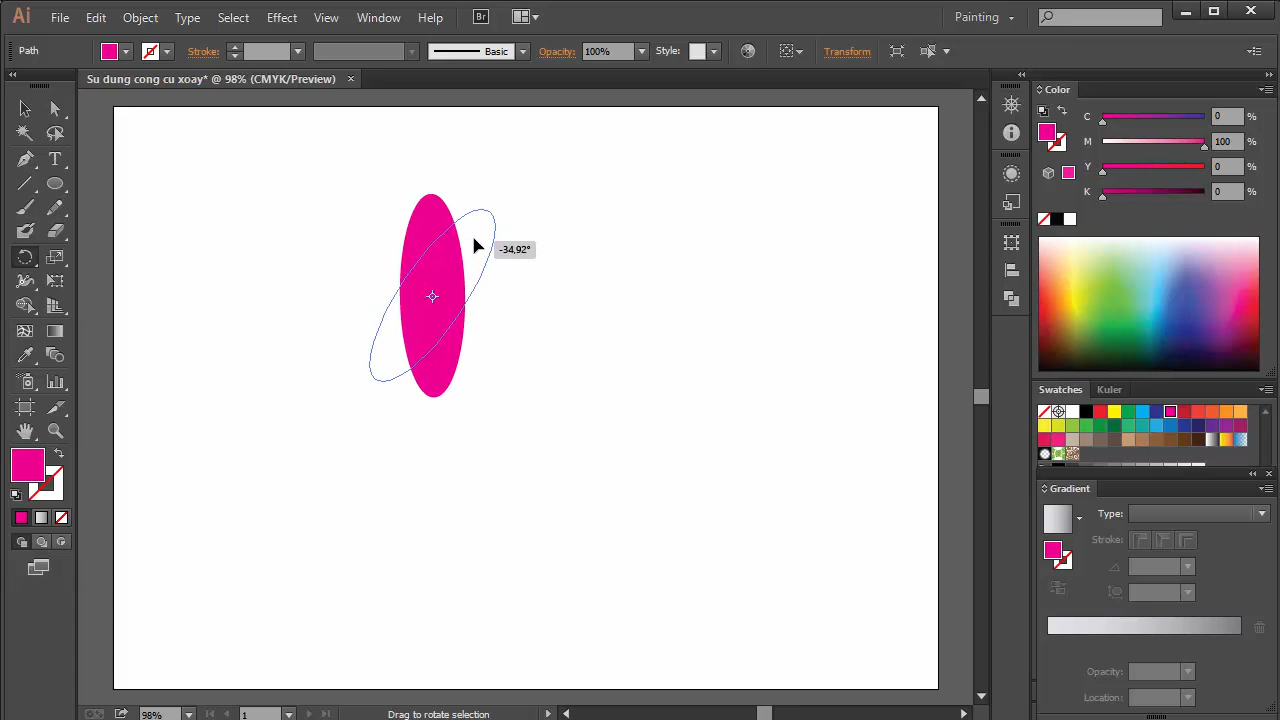 Ai File Edit Object Type Select Effect View Window Help Br Painting
Path Stroke: Basic Opacity: 100% Style: Transform
Su dung cong cu xoay* @ 98% (CMYK/Preview)
Color
C 0 %
M 100 %
Y 0 %
K 0 %
-34,92°
Swatches Kuler
Gradient
Type:
Stroke:
Opacity:
Location:
98% 1 Drag to rotate selection
T